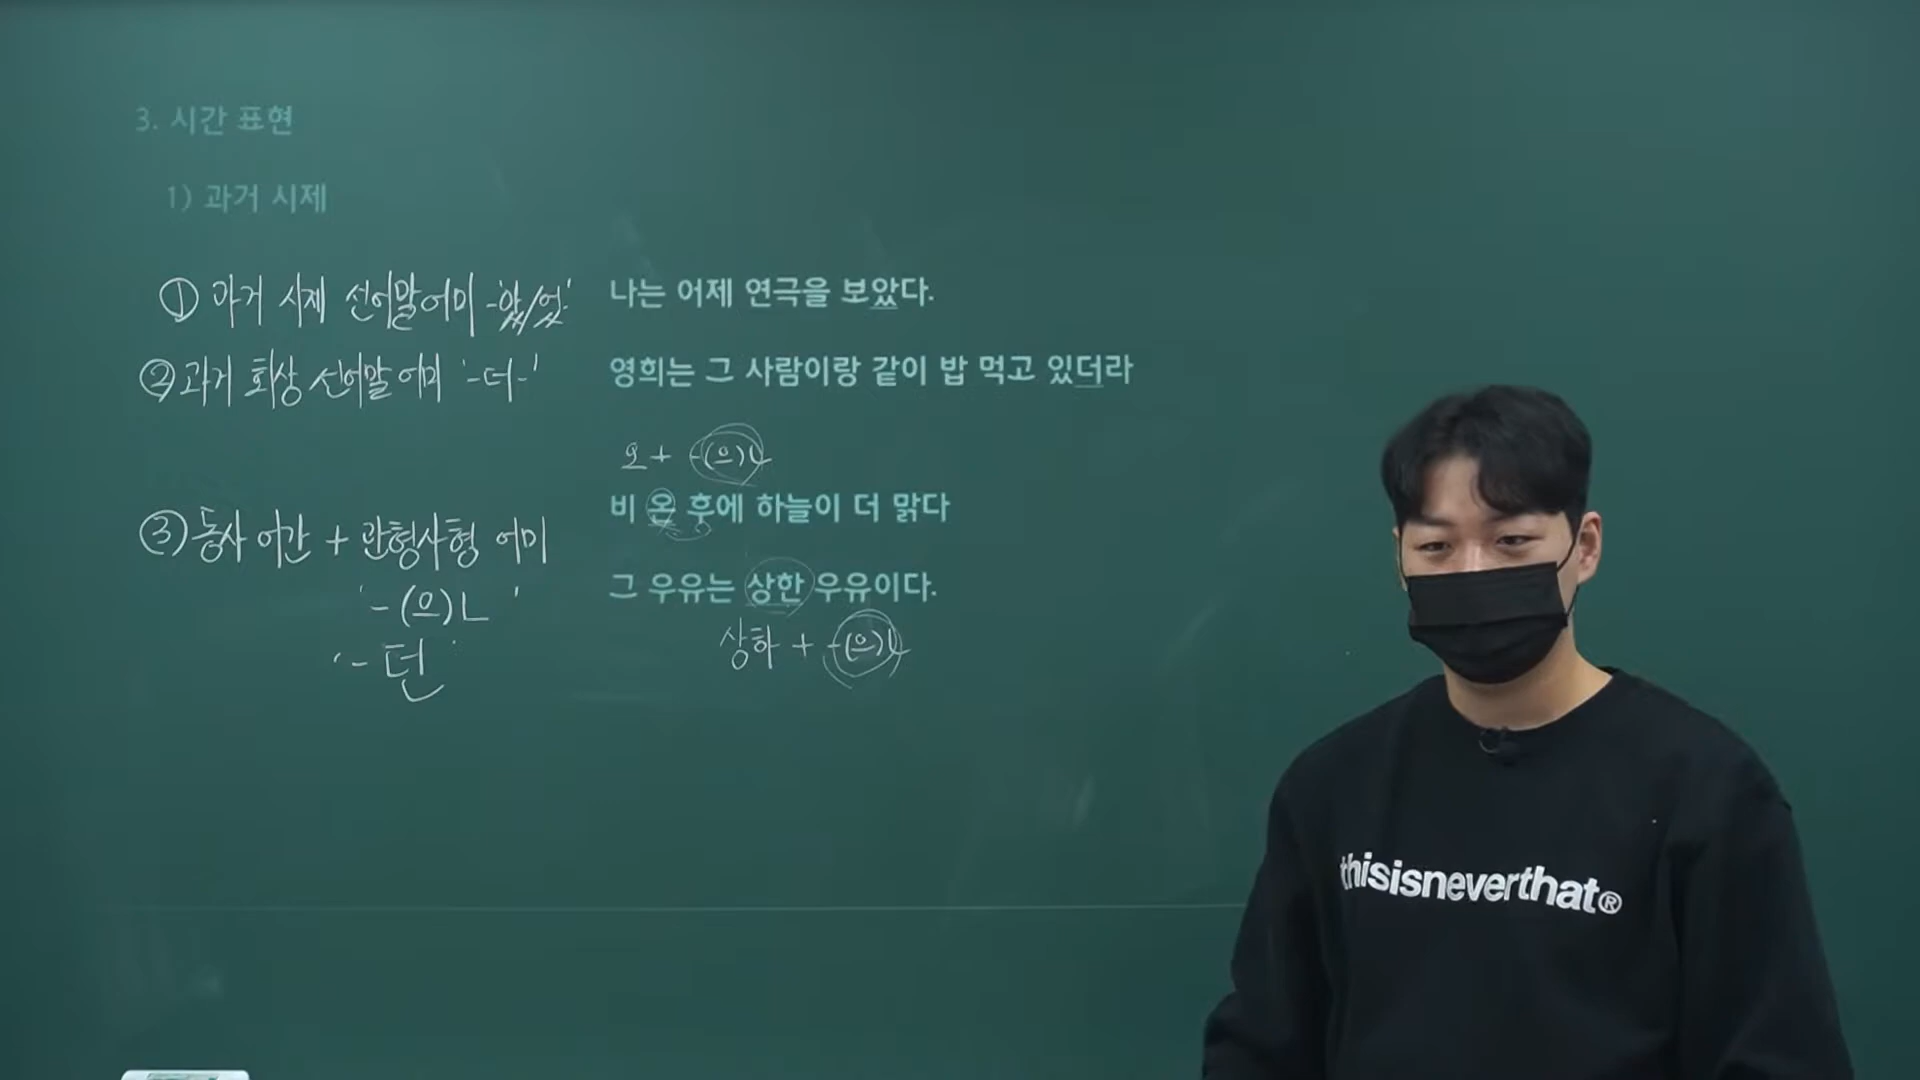 3. 시간 표현
1) 과거 시제
① 과거 시제 선어말어미 -'았/었-' 나는 어제 연극을 보았다.
② 과거 회상 선어말 어미 '-더-' 영희는 그 사람이랑 같이 밥 먹고 있더라
오 + -(으)ㄴ
비 온 후에 하늘이 더 맑다
③ 동사 어간 + 관형사형 어미
'-(으)ㄴ' 그 우유는 상한 우유이다.
'-던' 상하 + -(으)ㄴ
thisisneverthat®